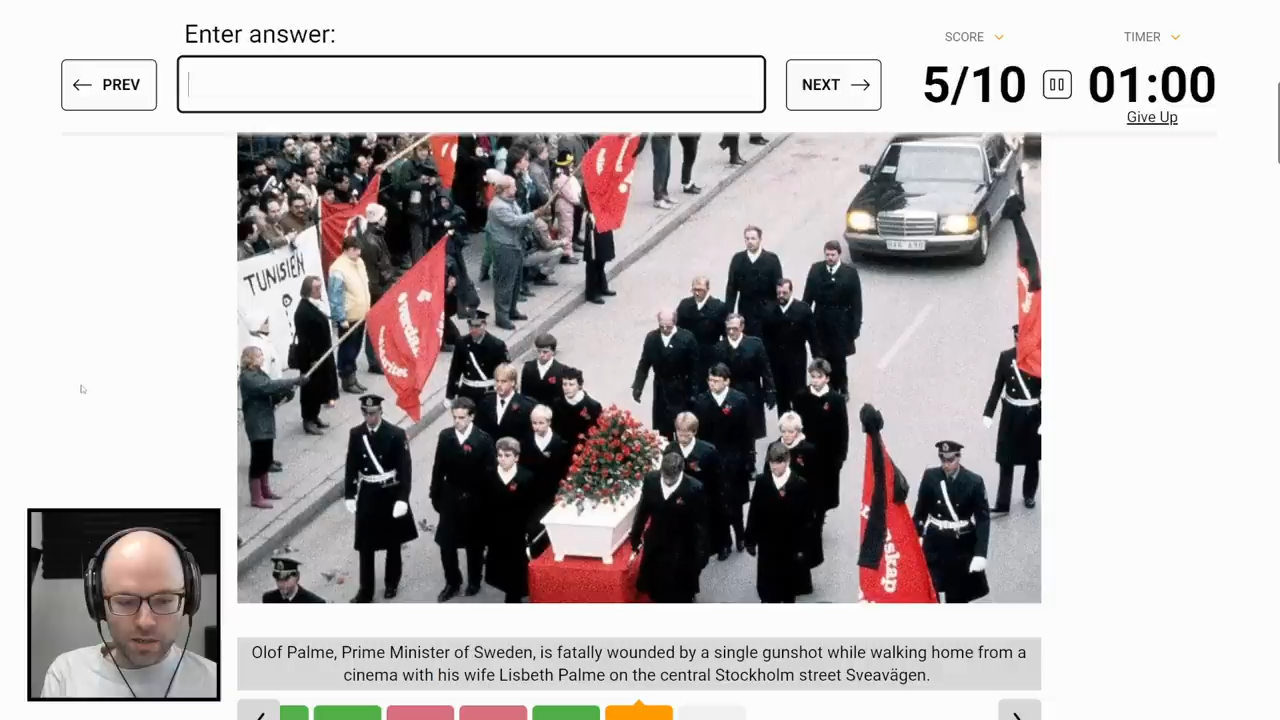 Enter answer:
PREV
NEXT
SCORE
TIMER
5/10
01:00
Give Up
TUNISIEN
Olof Palme, Prime Minister of Sweden, is fatally wounded by a single gunshot while walking home from a
cinema with his wife Lisbeth Palme on the central Stockholm street Sveavägen.